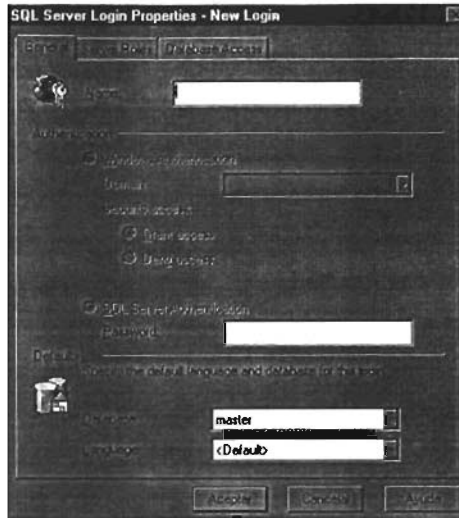 SQL Server Login Properties - New Login
General Server Roles Database Access
Name:
Authentication
Windows authentication
Domain:
Security access:
Grant access
Deny access
SQL Server authentication
Password:
Defaults
Specify the default language and database for this login.
Database: master
Language: <Default>
Aceptar Cancelar Ayuda